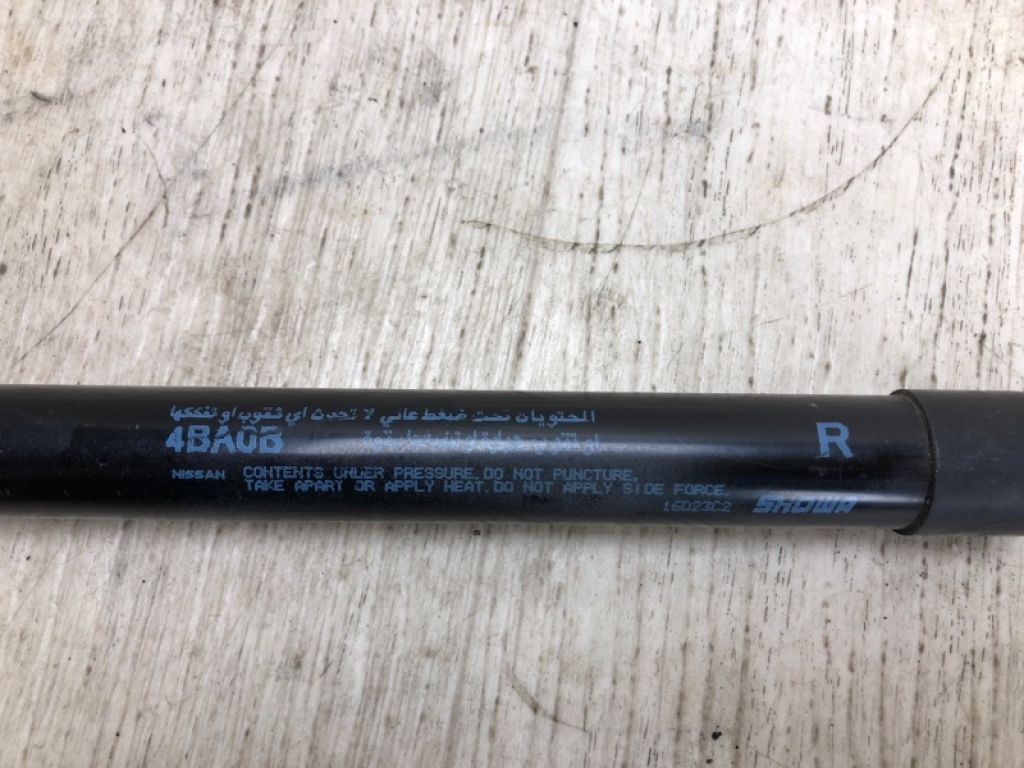 المحتويات تحت ضغط عالي لا تحدث اي ثقوب او تفككها
4BA0B
R
NISSAN CONTENTS UNDER PRESSURE. DO NOT PUNCTURE,
TAKE APART OR APPLY HEAT. DO NOT APPLY SIDE FORCE.
16D23C2 SHOWA